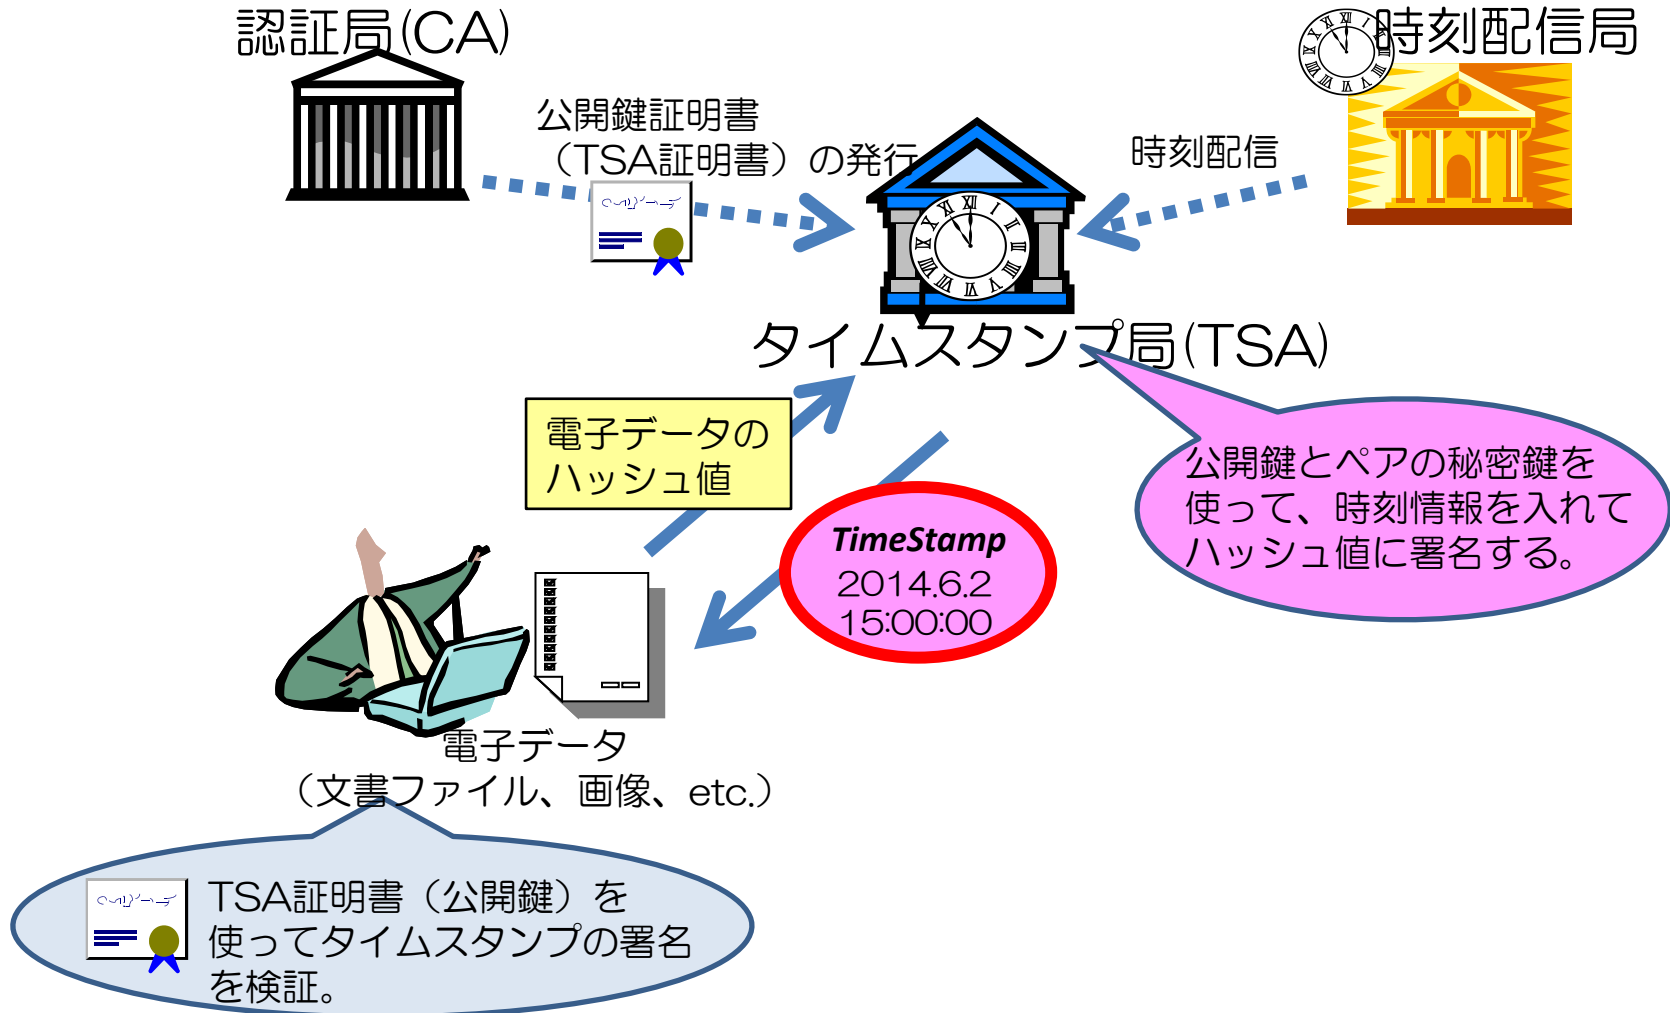 認証局(CA)
時刻配信局
公開鍵証明書
（TSA証明書）の発行
時刻配信
タイムスタンプ局(TSA)
電子データの
ハッシュ値
公開鍵とペアの秘密鍵を
使って、時刻情報を入れて
ハッシュ値に署名する。
TimeStamp
2014.6.2
15:00:00
電子データ
（文書ファイル、画像、etc.）
TSA証明書（公開鍵）を
使ってタイムスタンプの署名
を検証。